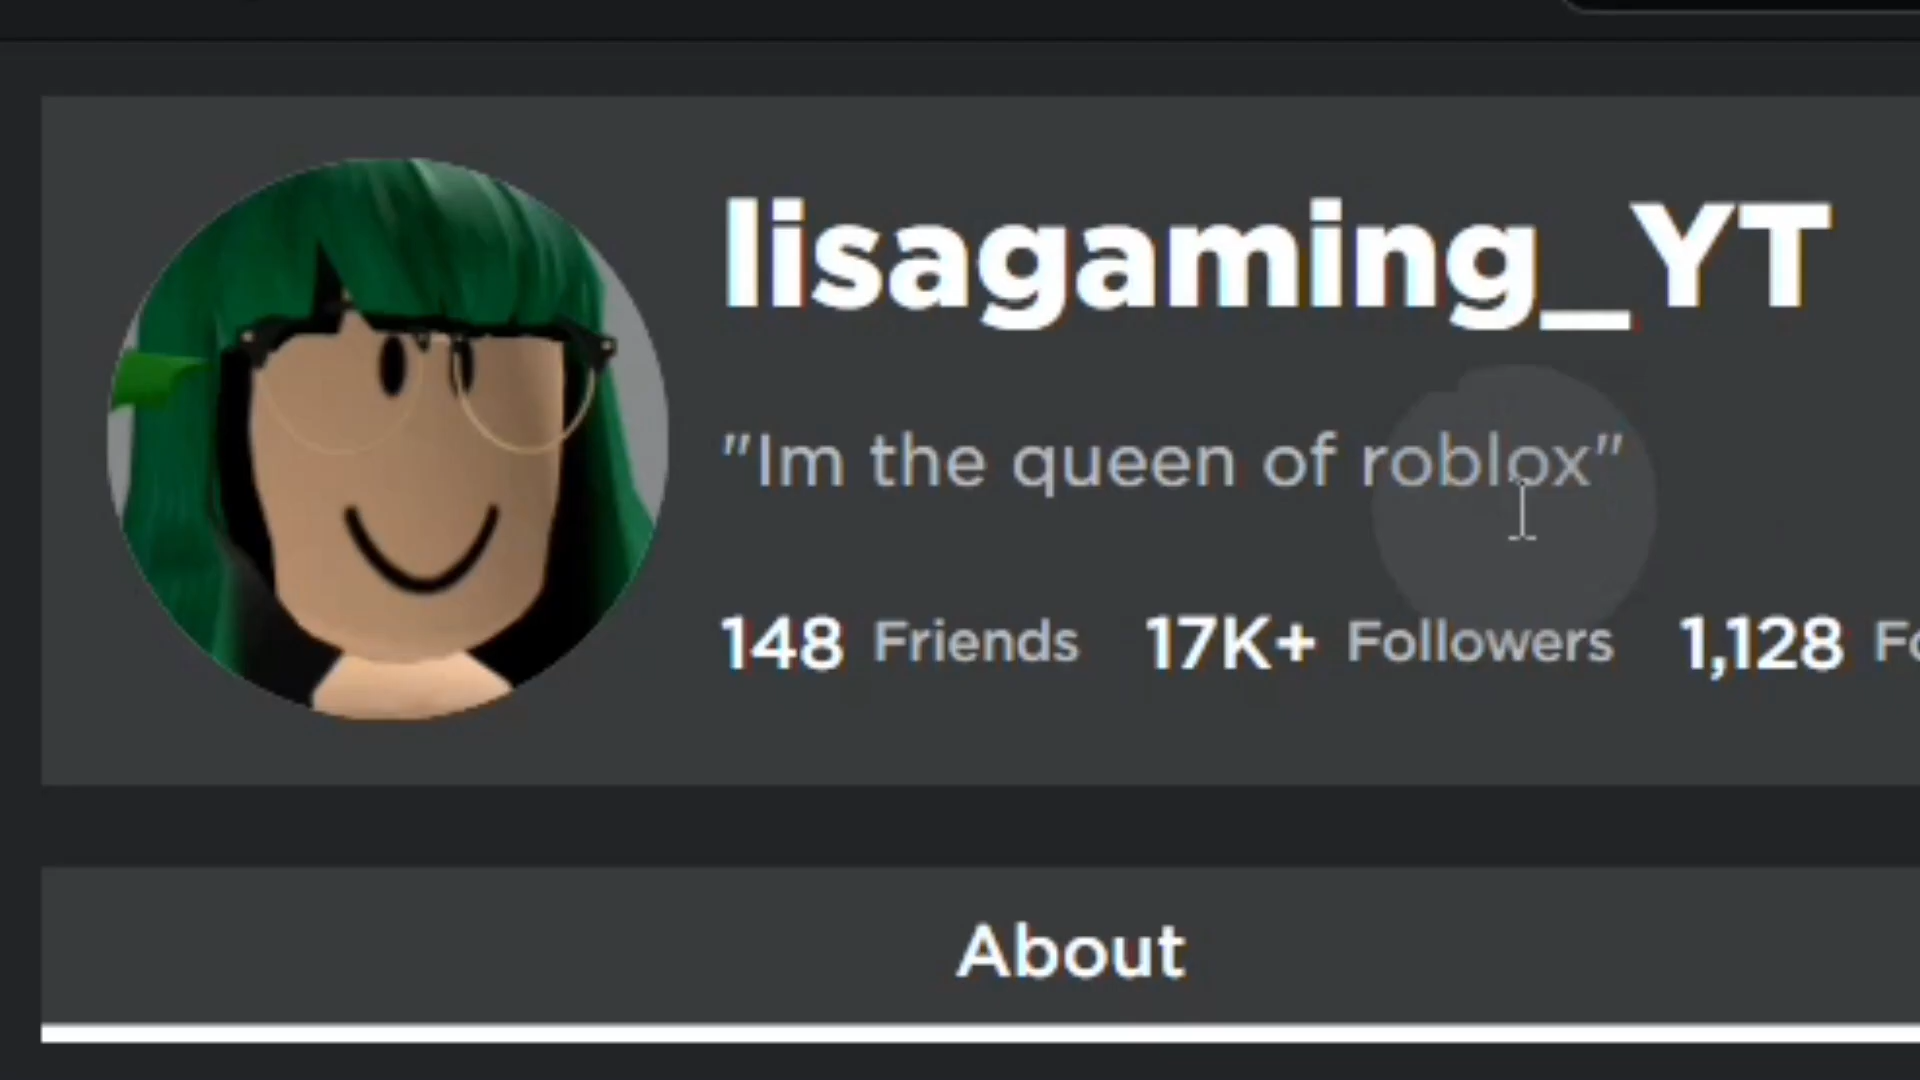 lisagaming_YT
"Im the queen of roblox"
148 Friends 17K+ Followers 1,128
About